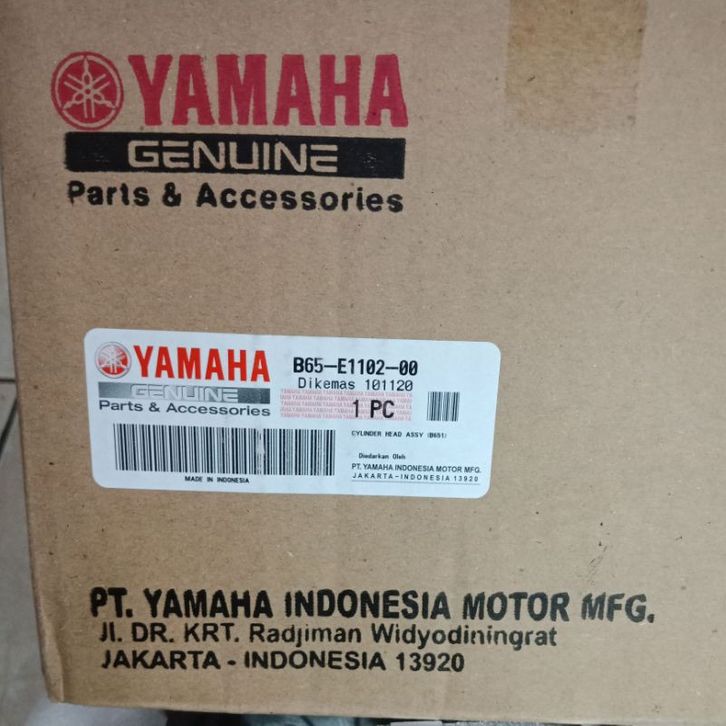 YAMAHA
GENUINE
Parts & Accessories
YAMAHA
GENUINE
Parts & Accessories
MADE IN INDONESIA
B65-E1102-00
Dikemas 101120
1 PC
CYLINDER HEAD ASSY (B651)
Diedarkan Oleh
PT. YAMAHA INDONESIA MOTOR MFG.
JAKARTA-INDONESIA 13920
PT. YAMAHA INDONESIA MOTOR MFG.
Jl. DR. KRT. Radjiman Widyodiningrat
JAKARTA - INDONESIA 13920